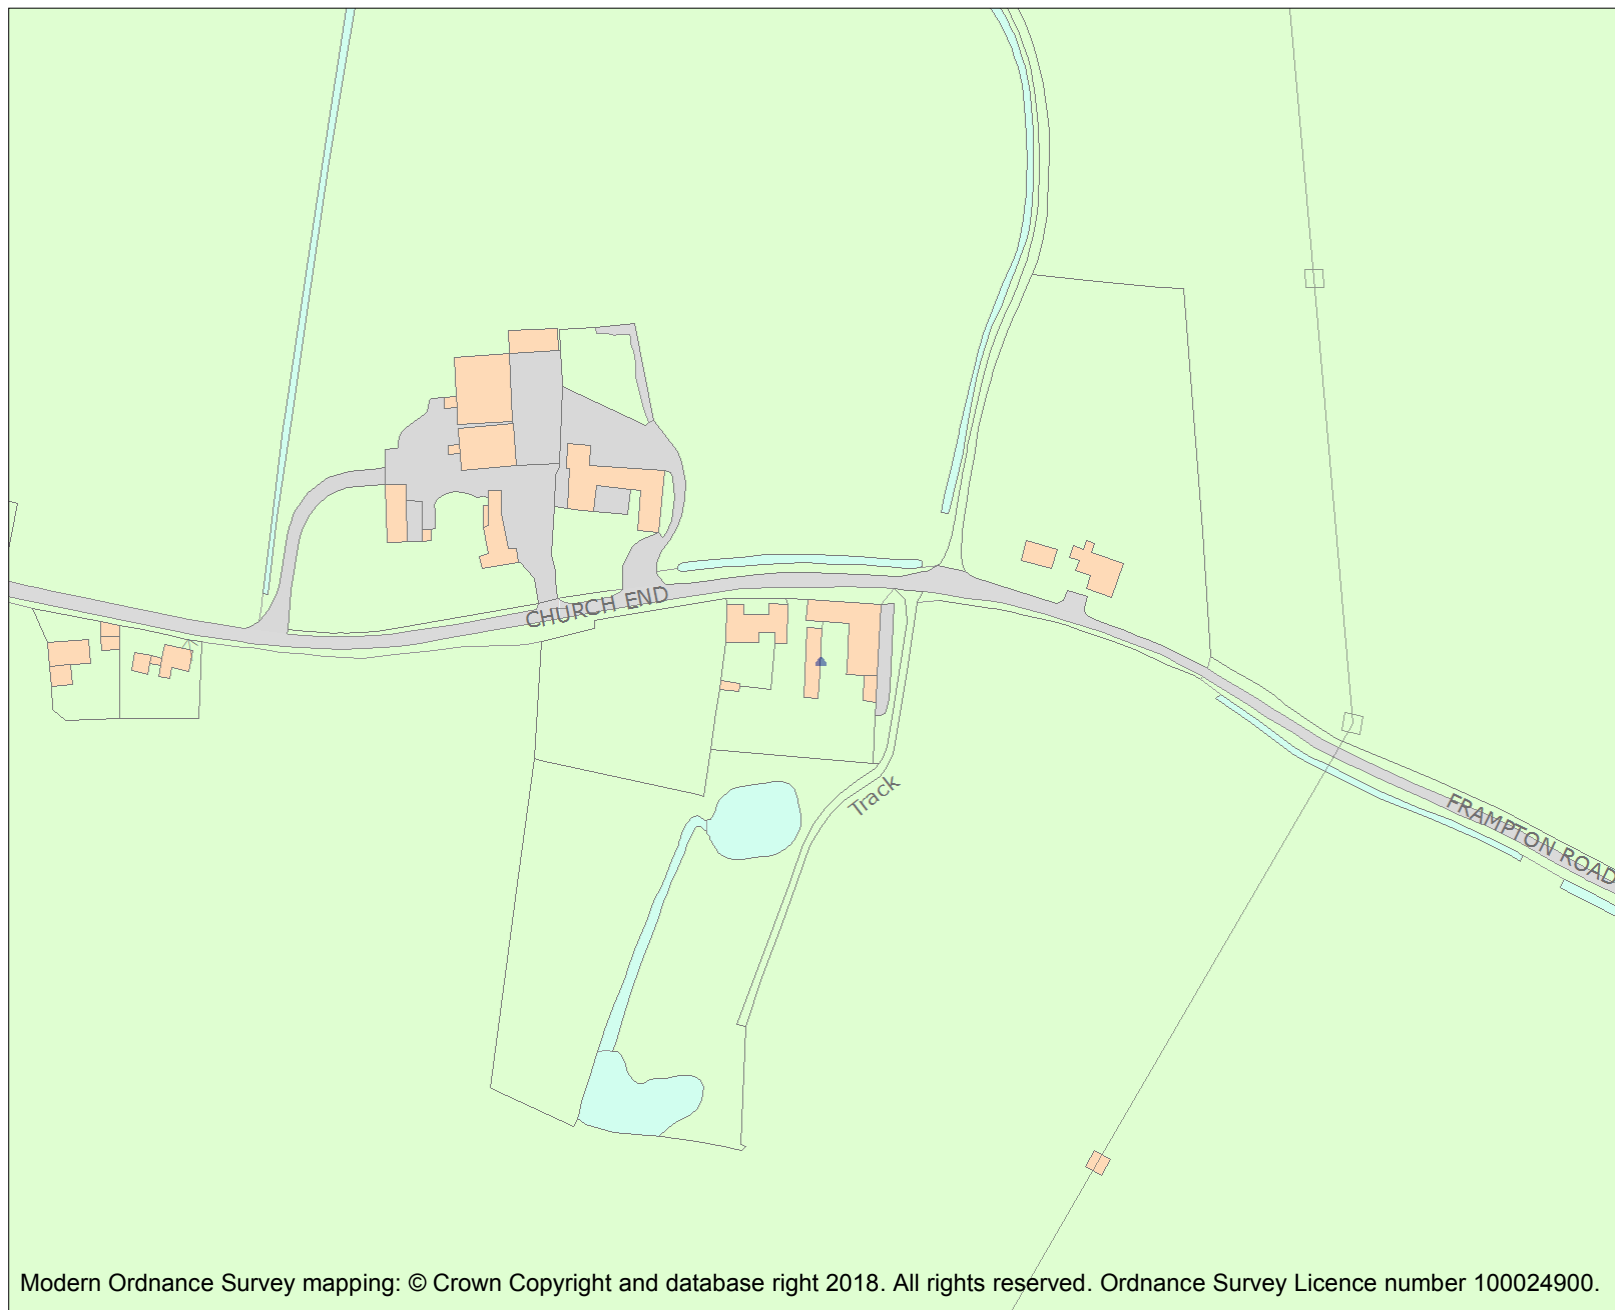 CHURCH END
Track
FRAMPTON ROAD
Modern Ordnance Survey mapping: © Crown Copyright and database right 2018. All rights reserved. Ordnance Survey Licence number 100024900.